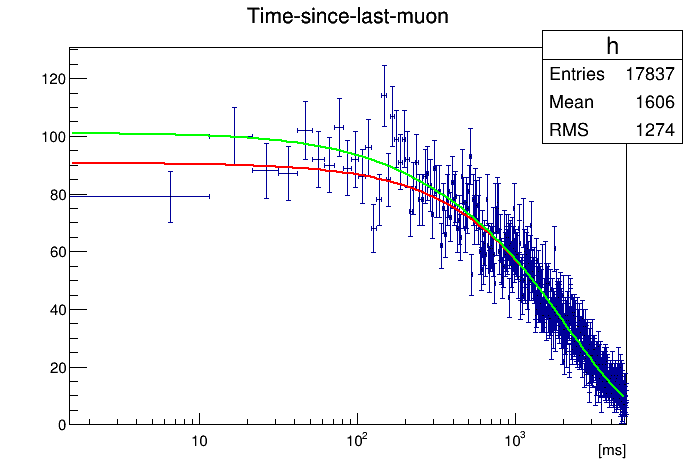 Time-since-last-muon
h
Entries 17837
Mean 1606
RMS 1274
120
100
80
60
40
20
0
10 10² 10³
[ms]